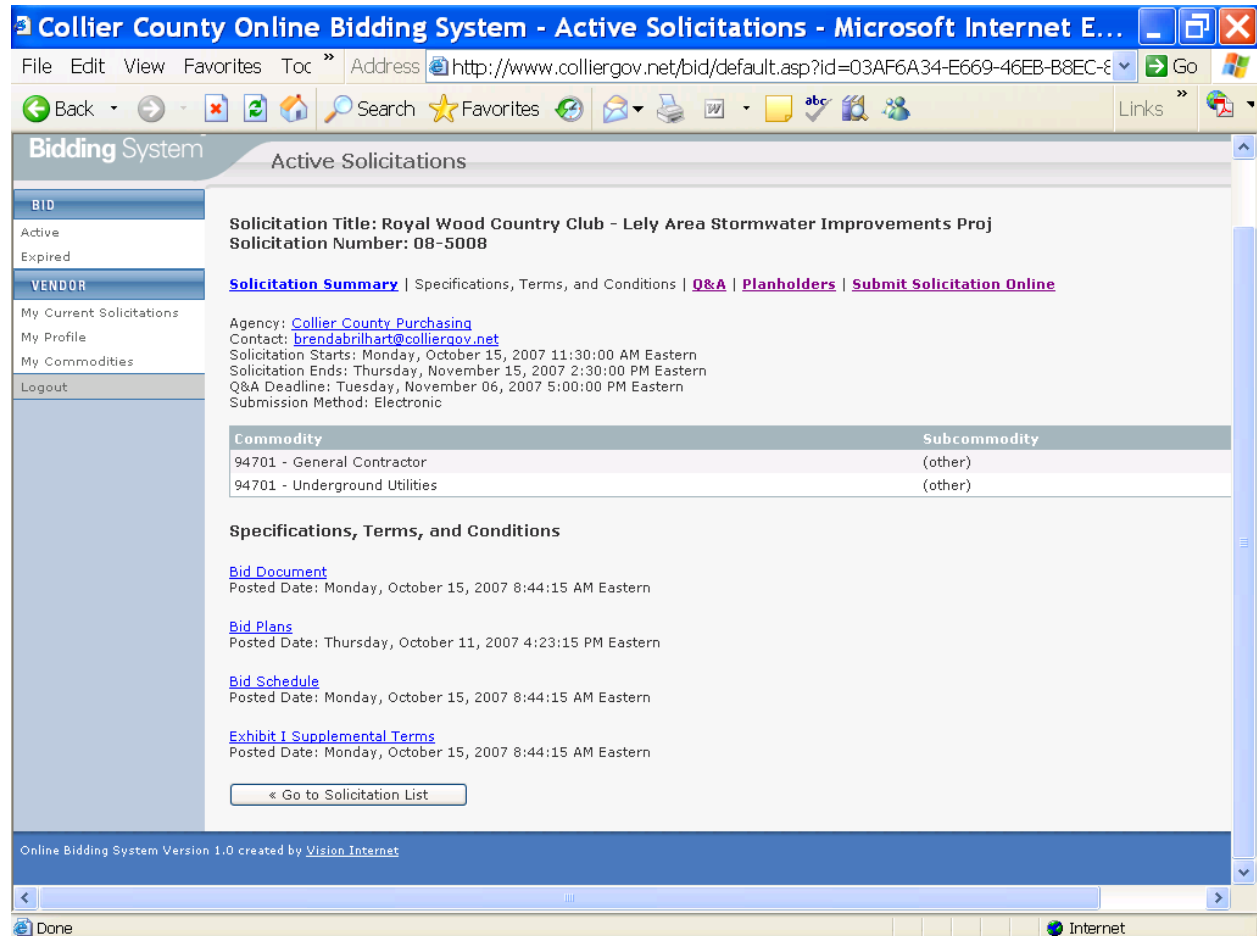 Collier County Online Bidding System - Active Solicitations - Microsoft Internet E...
File Edit View Favorites Toc » Address http://www.colliergov.net/bid/default.asp?id=03AF6A34-E669-46EB-B8EC- Go
Back Search Favorites Links »
Bidding System
Active Solicitations
BID
Active
Expired
VENDOR
My Current Solicitations
My Profile
My Commodities
Logout
Solicitation Title: Royal Wood Country Club - Lely Area Stormwater Improvements Proj
Solicitation Number: 08-5008
Solicitation Summary | Specifications, Terms, and Conditions | Q&A | Planholders | Submit Solicitation Online
Agency: Collier County Purchasing
Contact: brendabrilhart@colliergov.net
Solicitation Starts: Monday, October 15, 2007 11:30:00 AM Eastern
Solicitation Ends: Thursday, November 15, 2007 2:30:00 PM Eastern
Q&A Deadline: Tuesday, November 06, 2007 5:00:00 PM Eastern
Submission Method: Electronic
Commodity Subcommodity
94701 - General Contractor (other)
94701 - Underground Utilities (other)
Specifications, Terms, and Conditions
Bid Document
Posted Date: Monday, October 15, 2007 8:44:15 AM Eastern
Bid Plans
Posted Date: Thursday, October 11, 2007 4:23:15 PM Eastern
Bid Schedule
Posted Date: Monday, October 15, 2007 8:44:15 AM Eastern
Exhibit I Supplemental Terms
Posted Date: Monday, October 15, 2007 8:44:15 AM Eastern
« Go to Solicitation List
Online Bidding System Version 1.0 created by Vision Internet
Done Internet